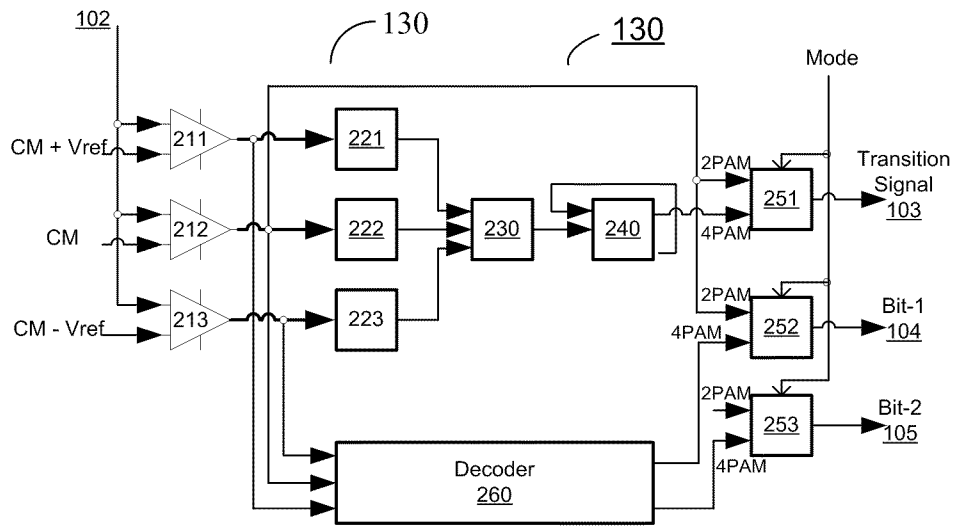 102
130
130
Mode
CM + Vref
211
221
2PAM
Transition
Signal
103
251
CM
212
222
230
240
4PAM
CM - Vref
213
223
2PAM
Bit-1
104
252
4PAM
2PAM
Bit-2
105
253
4PAM
Decoder
260